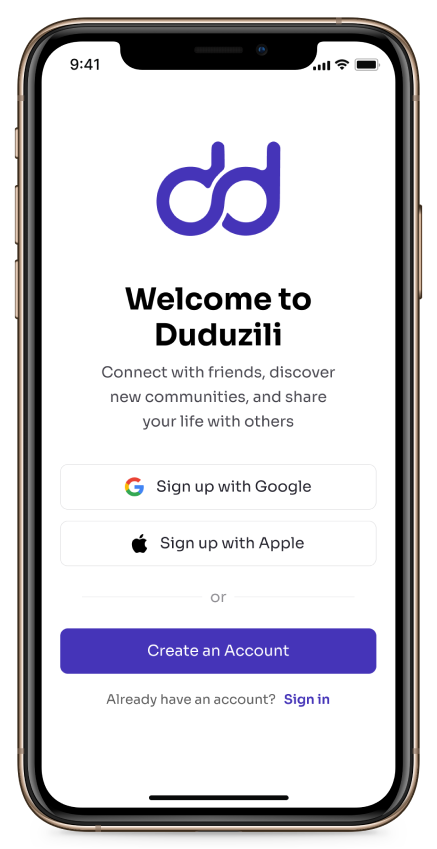 9:41
dd
Welcome to
Duduzili
Connect with friends, discover
new communities, and share
your life with others
Sign up with Google
Sign up with Apple
or
Create an Account
Already have an account? Sign in